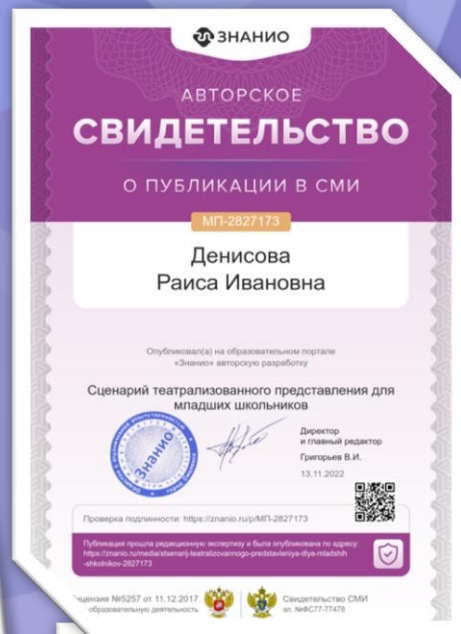 ЗНАНИО
АВТОРСКОЕ
СВИДЕТЕЛЬСТВО
О ПУБЛИКАЦИИ В СМИ
МП-2827173
Денисова
Раиса Ивановна
Опубликовал(а) на образовательном портале
«Знанио» авторскую разработку
Сценарий театрализованного представления для
младших школьников
Знанио
Директор
и главный редактор
Григорьев В.И.
13.11.2022
Проверка подлинности: https://znanio.ru/p/МП-2827173
Публикация прошла редакционную экспертизу и была опубликована по адресу:
https://znanio.ru/media/stsenarij-teatralizovannogo-predstavleniya-dlya-mladshih
-shkolnikov-2827173
№5257 от 11.12.2017
образовательную деятельность
Свидетельство СМИ
эл. №ФС77-77478